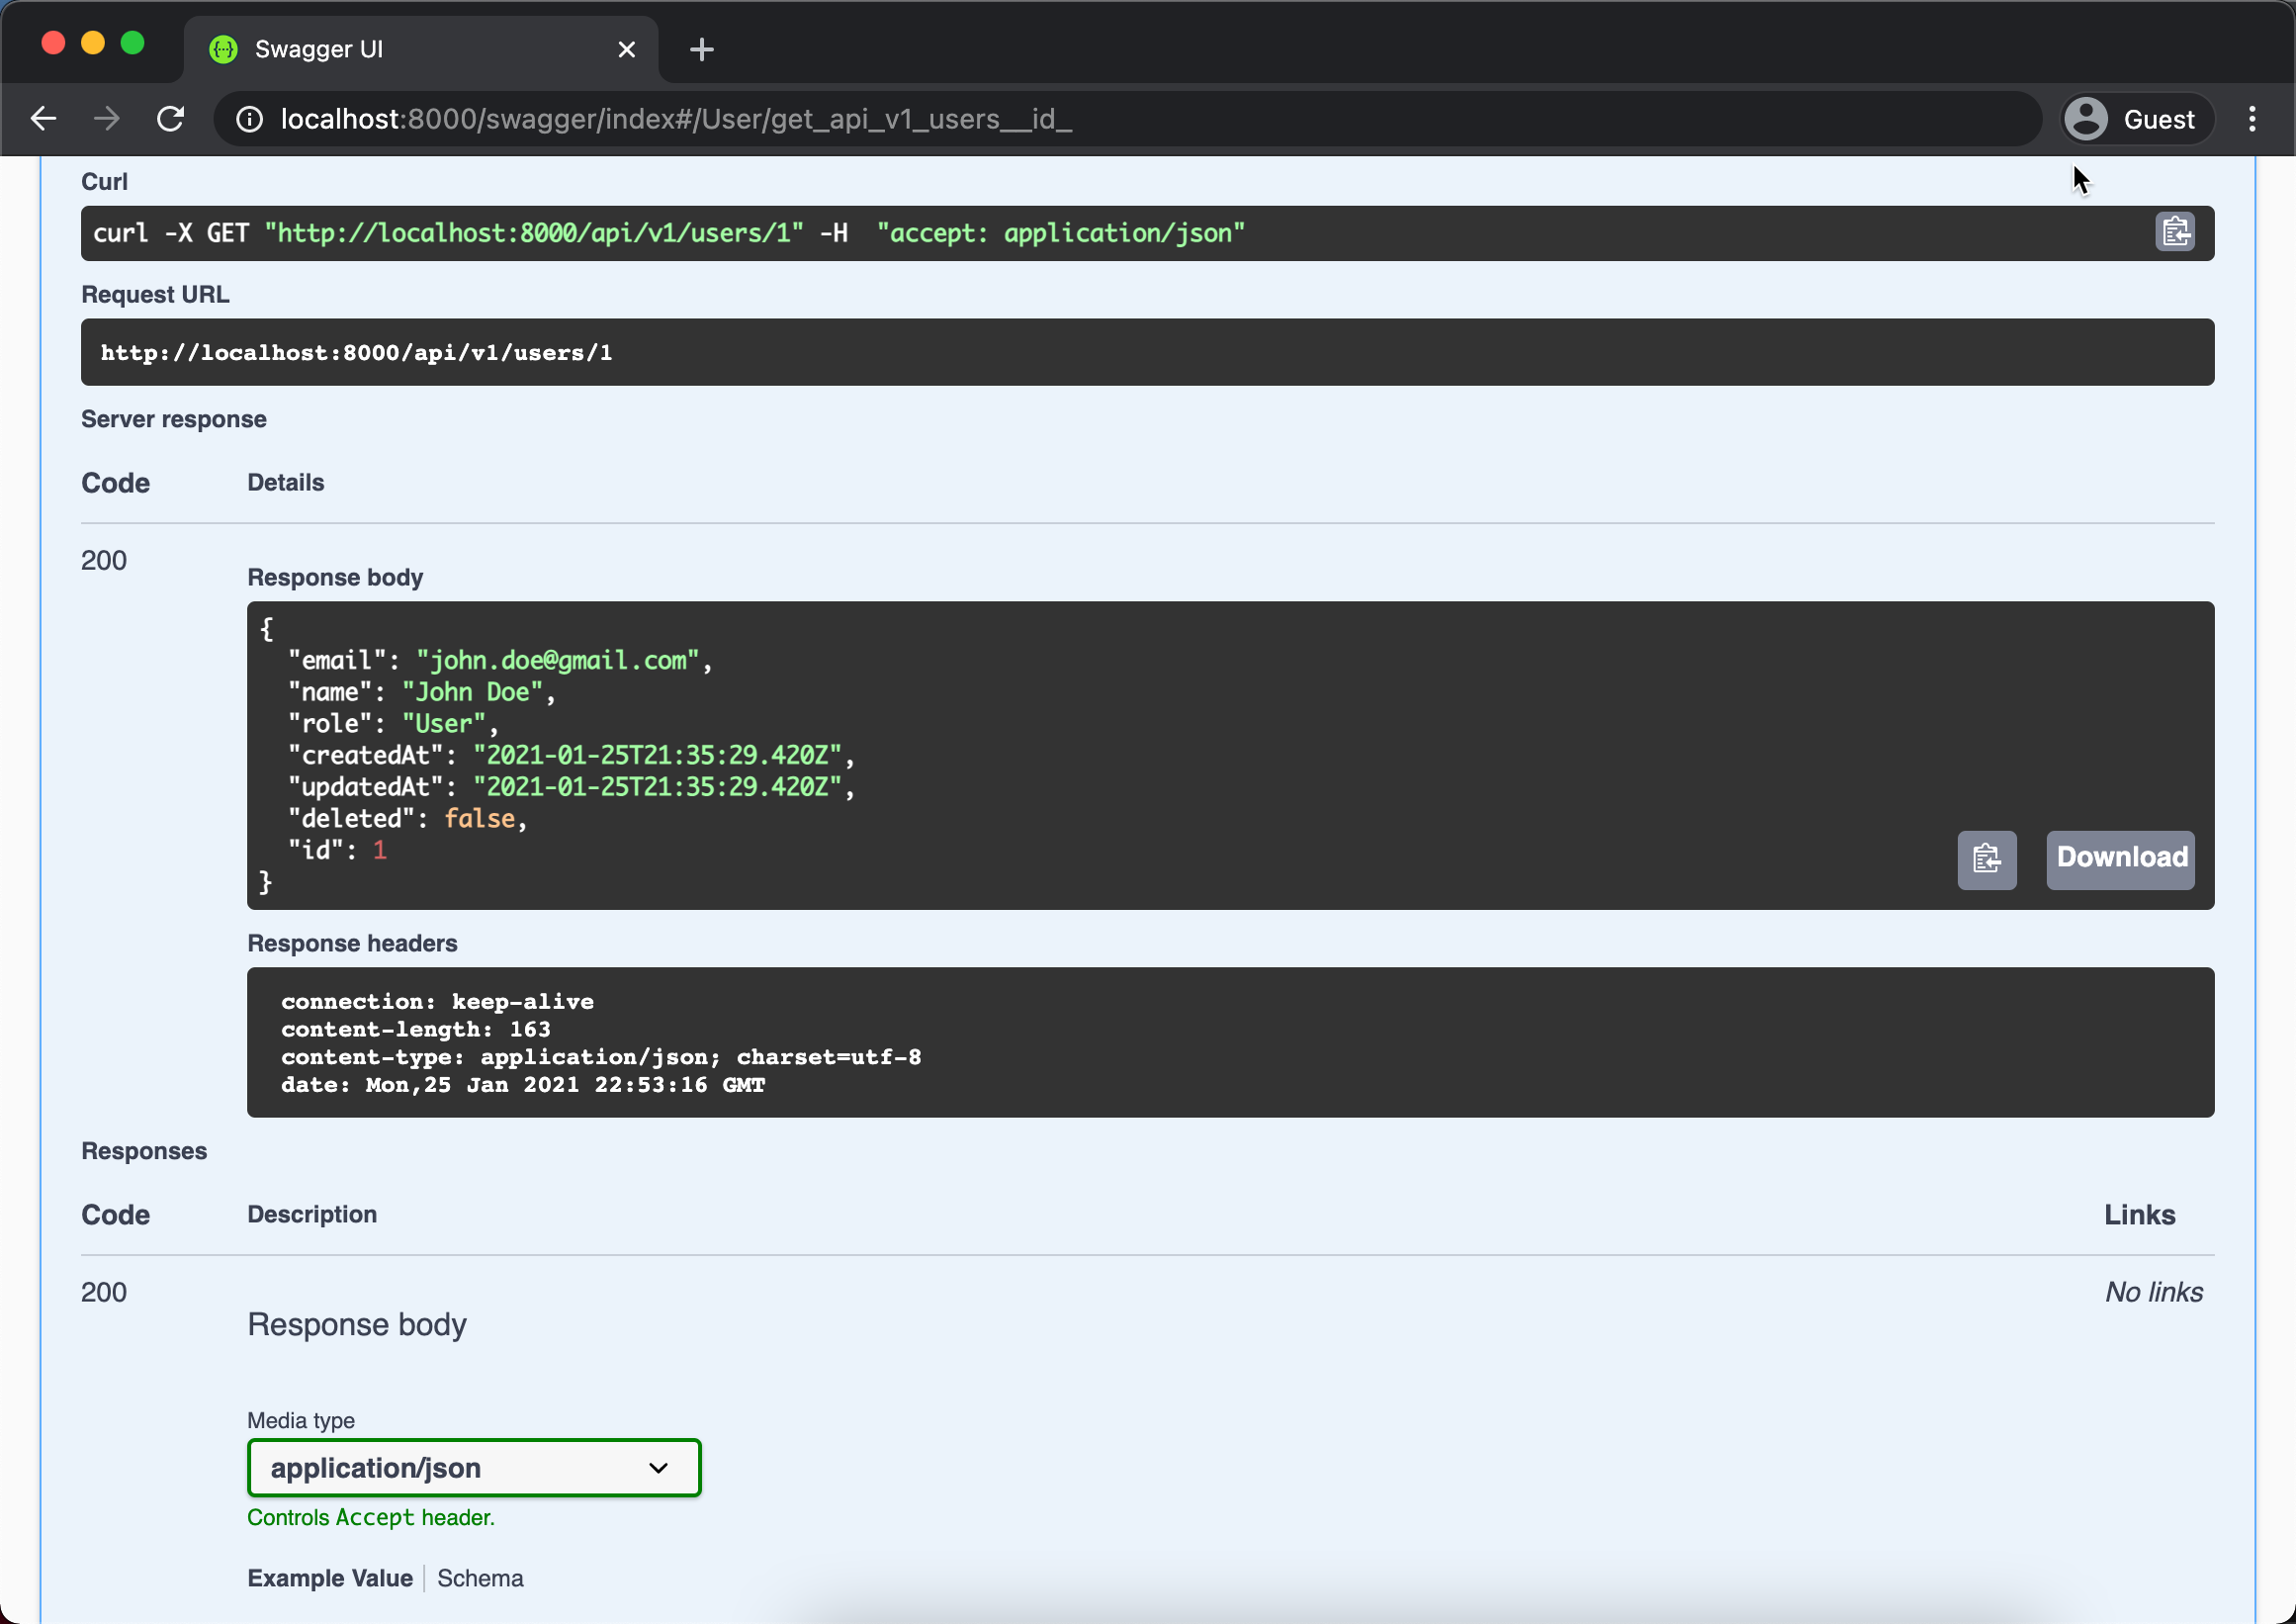 Swagger UI
localhost:8000/swagger/index#/User/get_api_v1_users__id_
Guest
Curl
curl -X GET "http://localhost:8000/api/v1/users/1" -H  "accept: application/json"
Request URL
http://localhost:8000/api/v1/users/1
Server response
Code Details
200
Response body
{
  "email": "john.doe@gmail.com",
  "name": "John Doe",
  "role": "User",
  "createdAt": "2021-01-25T21:35:29.420Z",
  "updatedAt": "2021-01-25T21:35:29.420Z",
  "deleted": false,
  "id": 1
}
Download
Response headers
connection: keep-alive
content-length: 163
content-type: application/json; charset=utf-8
date: Mon,25 Jan 2021 22:53:16 GMT
Responses
Code Description Links
200 No links
Response body
Media type
application/json
Controls Accept header.
Example Value Schema